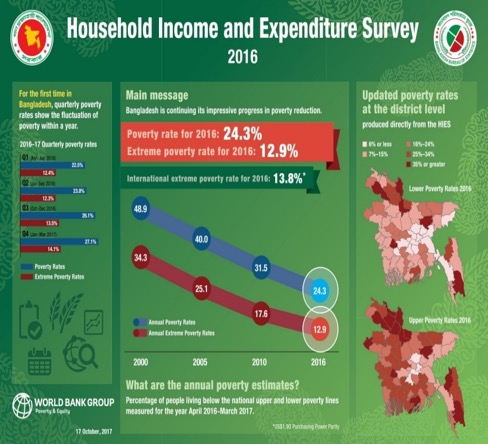 Household Income and Expenditure Survey
2016
For the first time in
Bangladesh, quarterly poverty
rates show the fluctuation of
poverty within a year.
2016-17 Quarterly poverty rates
Q1
12.4%
Q2
23.0%
12.3%
Q3
Q4
27.1%
14.1%
Poverty Rates
Extreme Poverty Rates
WORLD BANK GROUP
Poverty & Equity
17 October, 2017
Main message
Bangladesh is continuing its impressive progress in poverty reduction.
Poverty rate for 2016: 24.3%
Extreme poverty rate for 2016: 12.9%
International extreme poverty rate for 2016: 13.8%*
48.9
40.0
31.5
24.3
34.3
25.1
17.6
12.9
Annual Poverty Rates
Annual Extreme Poverty Rates
2000 2005 2010 2016
What are the annual poverty estimates?
Percentage of people living below the national upper and lower poverty lines
measured for the year April 2016-March 2017.
*US$1.90 Purchasing Power Parity
Updated poverty rates
at the district level
produced directly from the HIES
6% or less
7%-15%
16%-24%
25%-34%
35% or greater
Lower Poverty Rates 2016
Upper Poverty Rates 2016